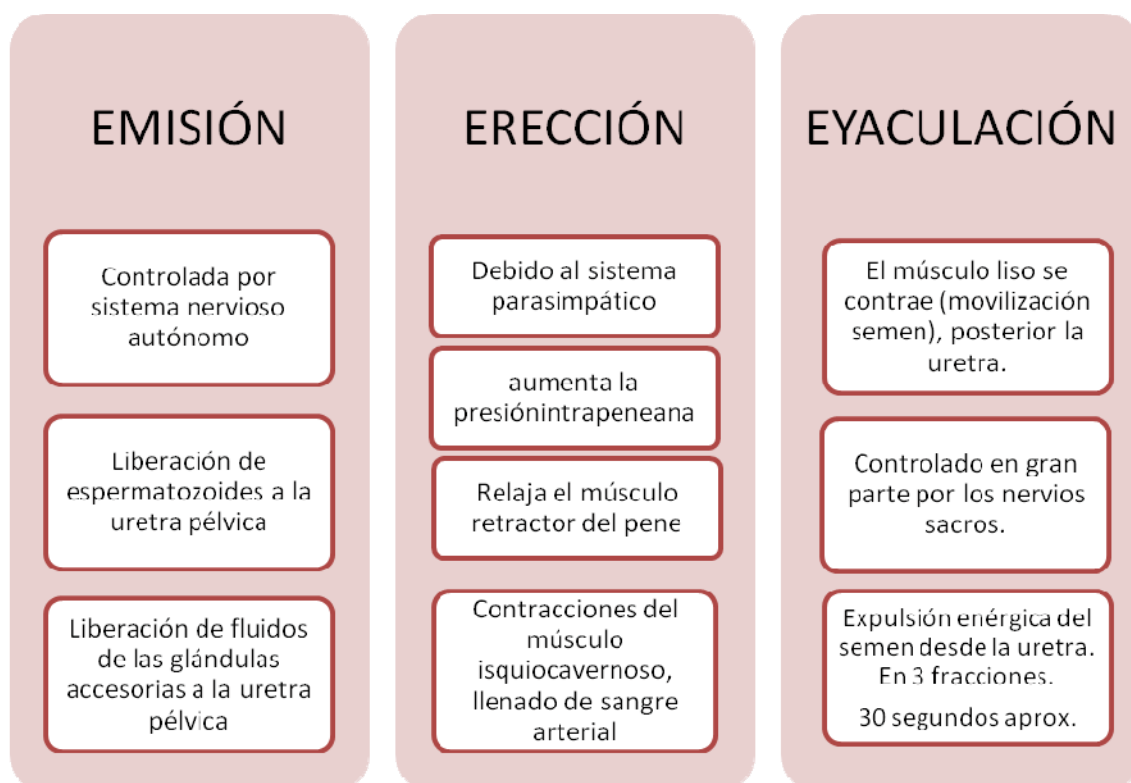 EMISIÓN
Controlada por
sistema nervioso
autónomo
Liberación de
espermatozoides a la
uretra pélvica
Liberación de fluidos
de las glándulas
accesorias a la uretra
pélvica
ERECCIÓN
Debido al sistema
parasimpático
aumenta la
presiónintrapeneana
Relaja el músculo
retractor del pene
Contracciones del
músculo
isquiocavernoso,
llenado de sangre
arterial
EYACULACIÓN
El músculo liso se
contrae (movilización
semen), posterior la
uretra.
Controlado en gran
parte por los nervios
sacros.
Expulsión enérgica del
semen desde la uretra.
En 3 fracciones.
30 segundos aprox.